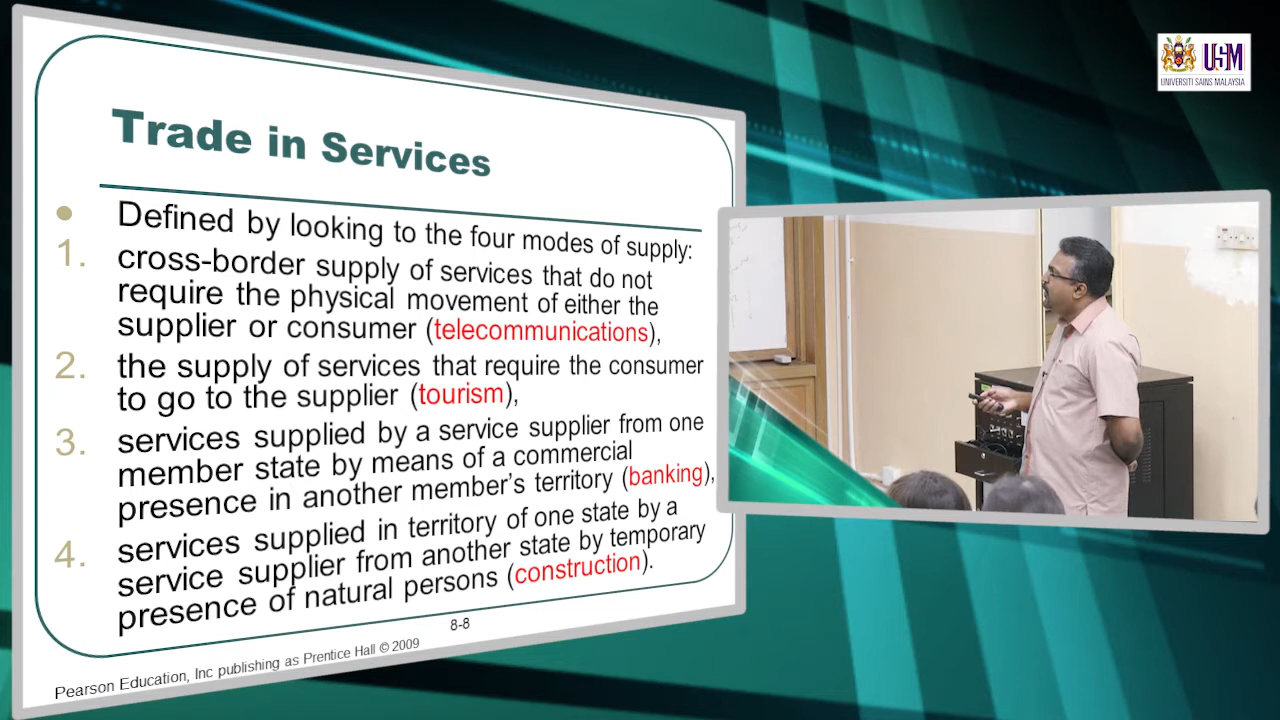 Trade in Services
• Defined by looking to the four modes of supply:
1. cross-border supply of services that do not
require the physical movement of either the
supplier or consumer (telecommunications),
2. the supply of services that require the consumer
to go to the supplier (tourism),
3. services supplied by a service supplier from one
member state by means of a commercial
presence in another member's territory (banking),
4. services supplied in territory of one state by a
service supplier from another state by temporary
presence of natural persons (construction).
8-8
Pearson Education, Inc publishing as Prentice Hall © 2009
USM
UNIVERSITI SAINS MALAYSIA